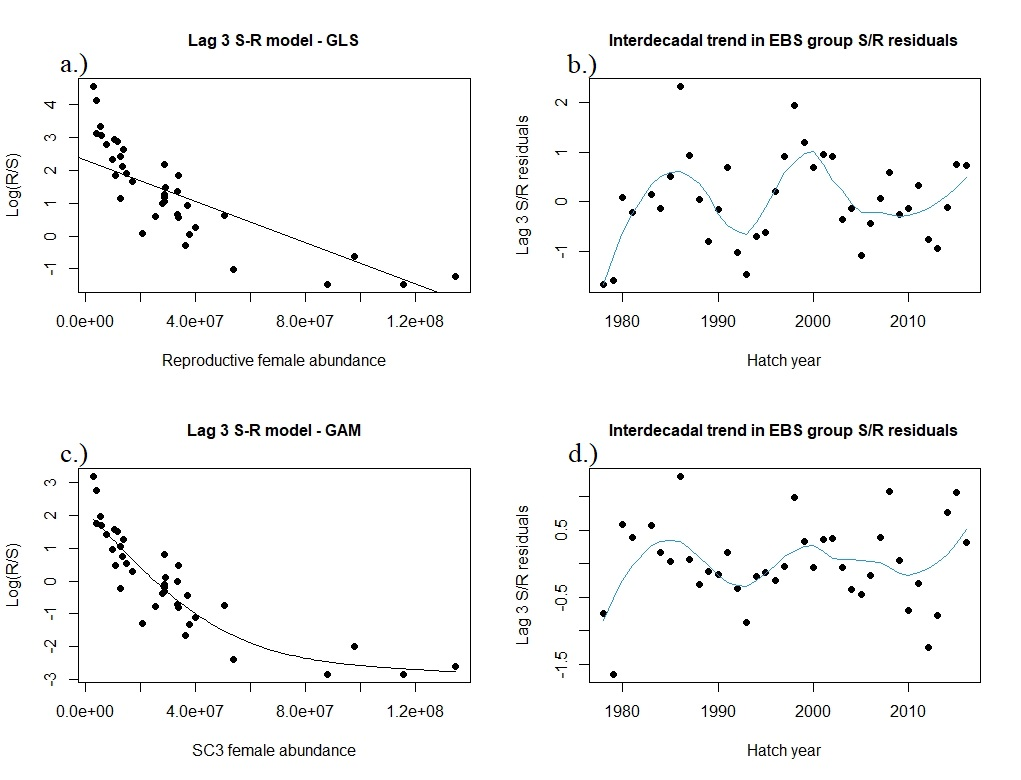 Lag 3 S-R model - GLS
a.)
Log(R/S)
4
3
2
1
0
-1
0.0e+00 4.0e+07 8.0e+07 1.2e+08
Reproductive female abundance
Interdecadal trend in EBS group S/R residuals
b.)
Lag 3 S/R residuals
2
1
0
-1
1980 1990 2000 2010
Hatch year
Lag 3 S-R model - GAM
c.)
Log(R/S)
3
2
1
0
-1
-2
-3
0.0e+00 4.0e+07 8.0e+07 1.2e+08
SC3 female abundance
Interdecadal trend in EBS group S/R residuals
d.)
Lag 3 S/R residuals
0.5
-0.5
-1.5
1980 1990 2000 2010
Hatch year